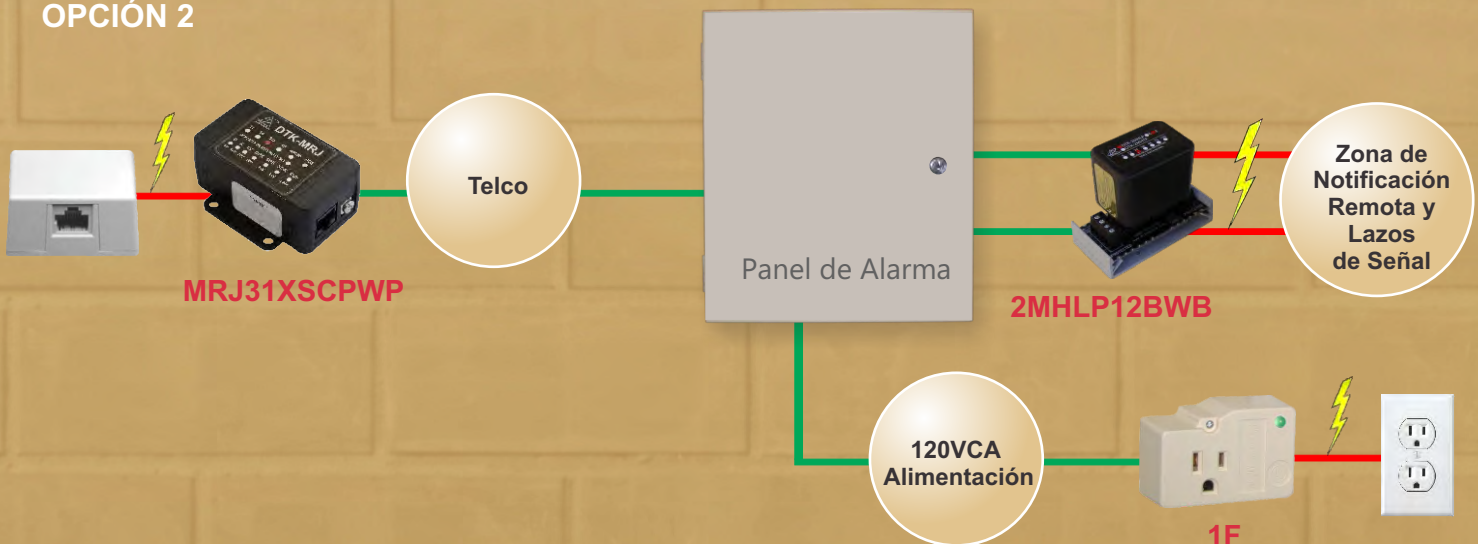 OPCIÓN 2
DTK-MRJ
Telco
MRJ31XSCPWP
Panel de Alarma
2MHLP12BWB
Zona de
Notificación
Remota y
Lazos
de Señal
120VCA
Alimentación
1F